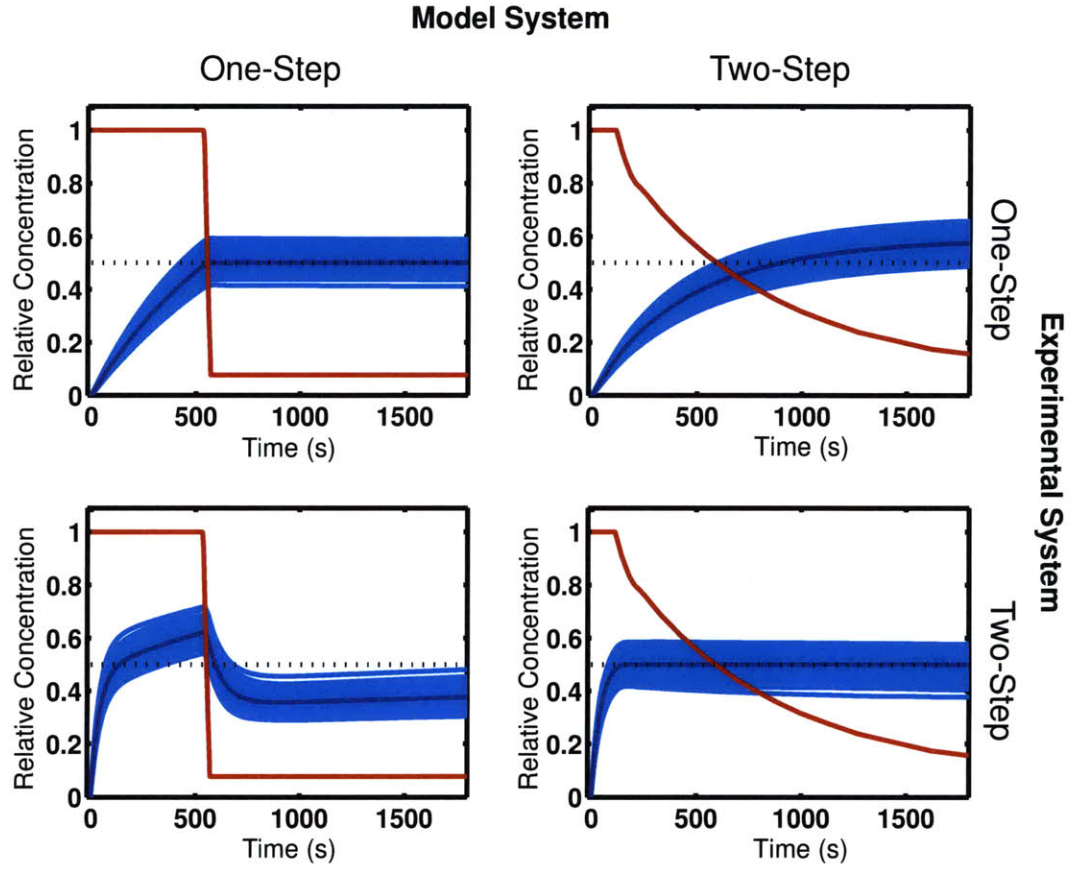 Model System
One-Step
Two-Step
Relative Concentration
1
0.8
0.6
0.4
0.2
0
0 500 1000 1500
Time (s)
Relative Concentration
1
0.8
0.6
0.4
0.2
0
0 500 1000 1500
Time (s)
One-Step
Experimental System
Relative Concentration
1
0.8
0.6
0.4
0.2
0
0 500 1000 1500
Time (s)
Relative Concentration
1
0.8
0.6
0.4
0.2
0
0 500 1000 1500
Time (s)
Two-Step